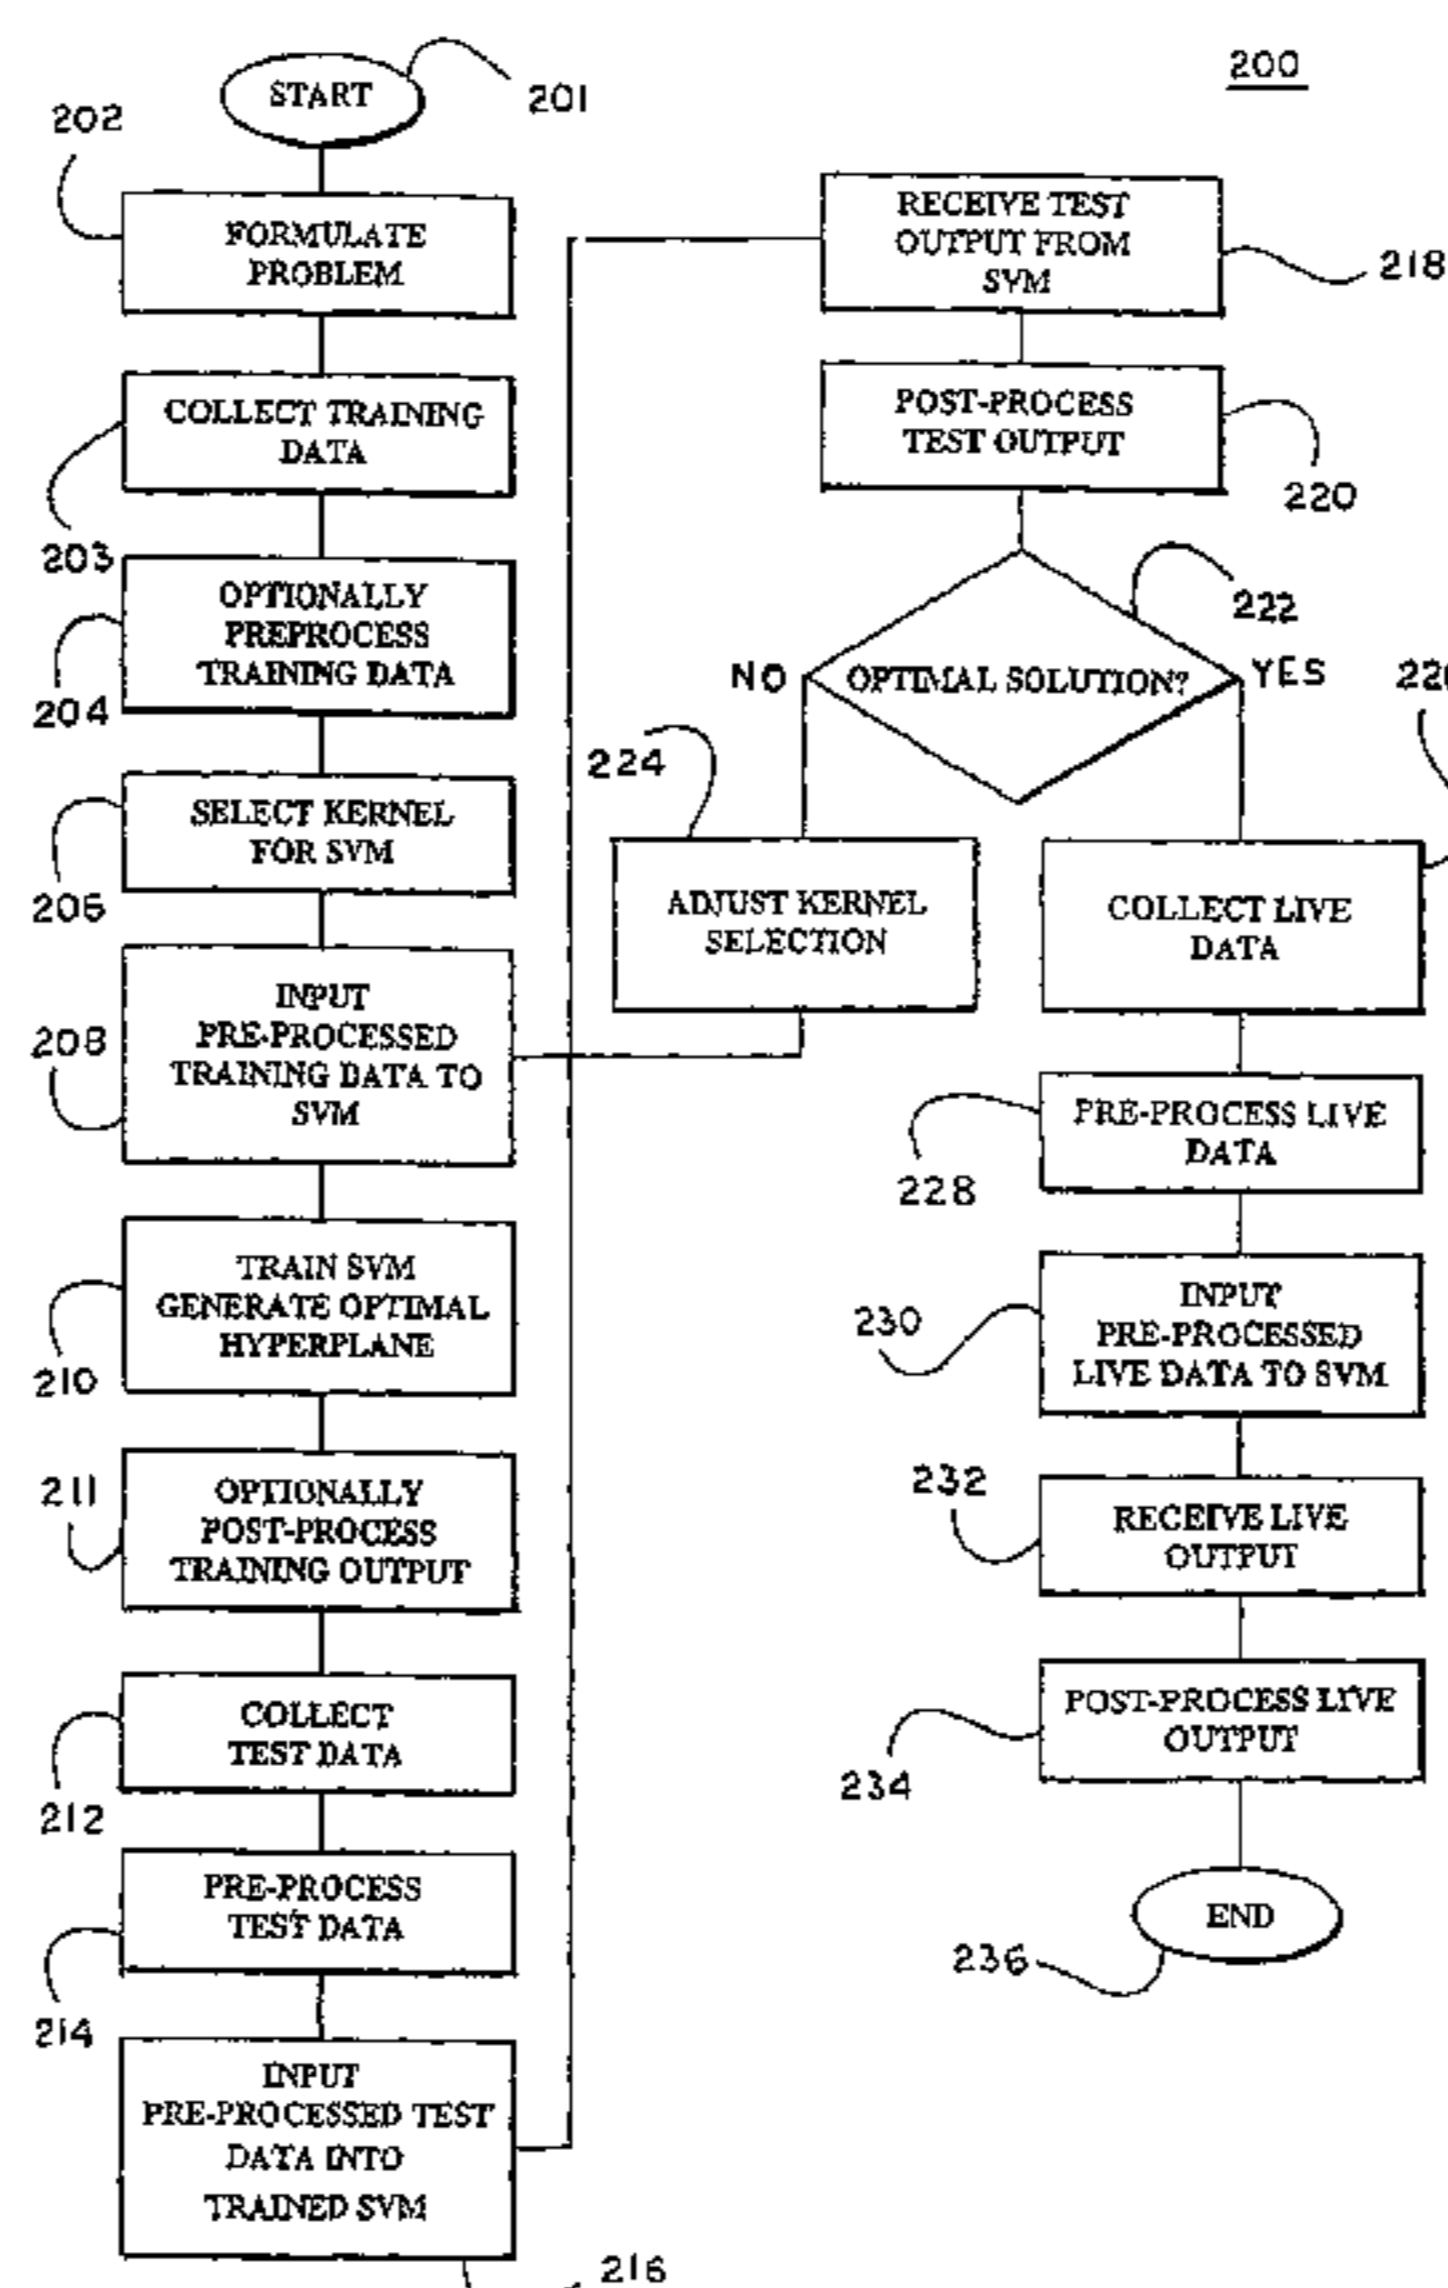 200
START
201
202
FORMULATE
PROBLEM
COLLECT TRAINING
DATA
203
OPTIONALLY
PREPROCESS
TRAINING DATA
204
SELECT KERNEL
FOR SVM
206
INPUT
PRE-PROCESSED
TRAINING DATA TO
SVM
208
TRAIN SVM
GENERATE OPTIMAL
HYPERPLANE
210
211
OPTIONALLY
POST-PROCESS
TRAINING OUTPUT
COLLECT
TEST DATA
212
PRE-PROCESS
TEST DATA
214
INPUT
PRE-PROCESSED TEST
DATA INTO
TRAINED SVM
216
RECEIVE TEST
OUTPUT FROM
SVM
218
POST-PROCESS
TEST OUTPUT
220
222
NO
OPTIMAL SOLUTION?
YES
224
ADJUST KERNEL
SELECTION
COLLECT LIVE
DATA
PRE-PROCESS LIVE
DATA
228
230
INPUT
PRE-PROCESSED
LIVE DATA TO SVM
232
RECEIVE LIVE
OUTPUT
POST-PROCESS LIVE
OUTPUT
234
END
236